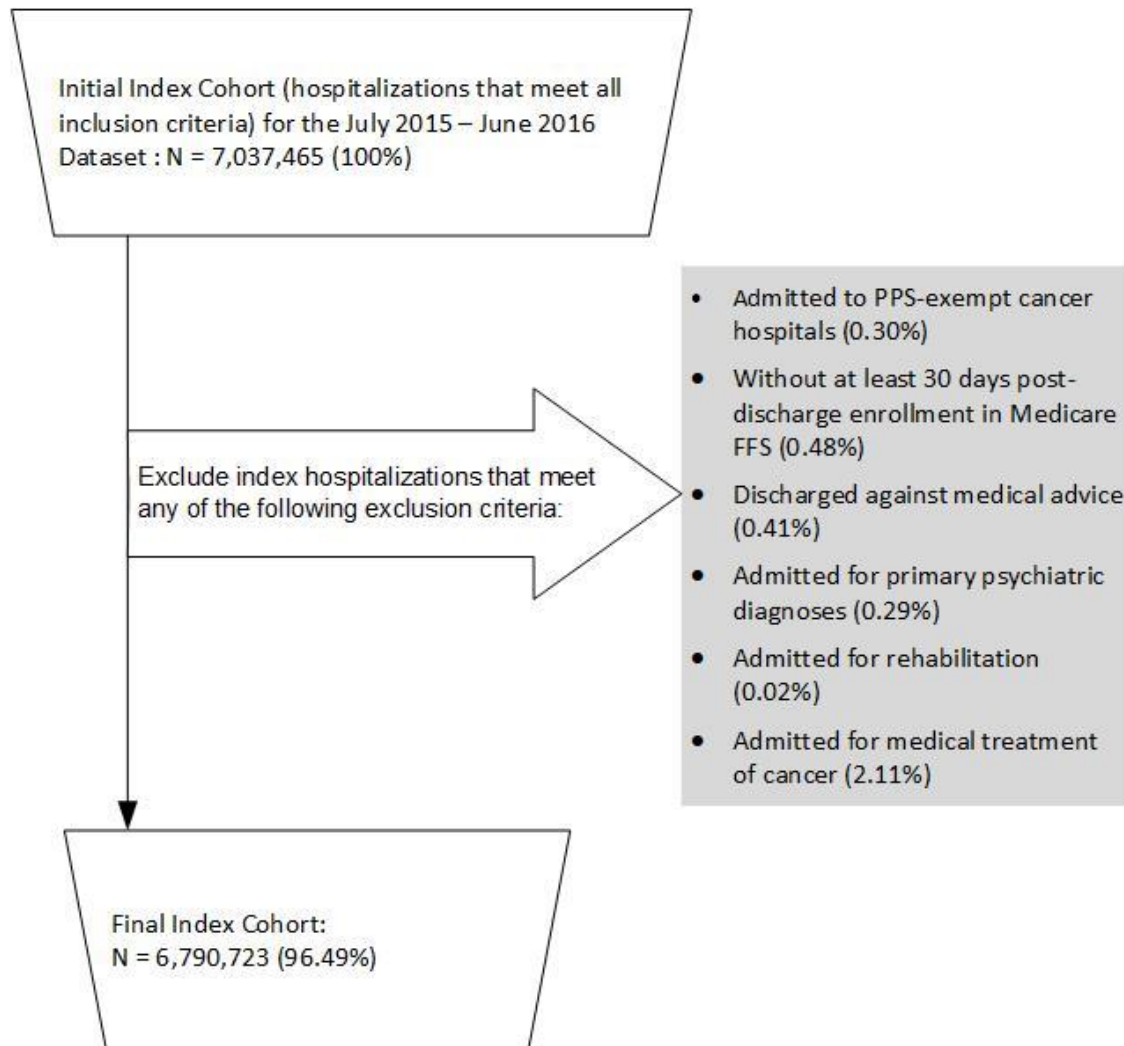 Initial Index Cohort (hospitalizations that meet all
inclusion criteria) for the July 2015 – June 2016
Dataset : N = 7,037,465 (100%)
Exclude index hospitalizations that meet
any of the following exclusion criteria:
• Admitted to PPS-exempt cancer
hospitals (0.30%)
• Without at least 30 days post-
discharge enrollment in Medicare
FFS (0.48%)
• Discharged against medical advice
(0.41%)
• Admitted for primary psychiatric
diagnoses (0.29%)
• Admitted for rehabilitation
(0.02%)
• Admitted for medical treatment
of cancer (2.11%)
Final Index Cohort:
N = 6,790,723 (96.49%)